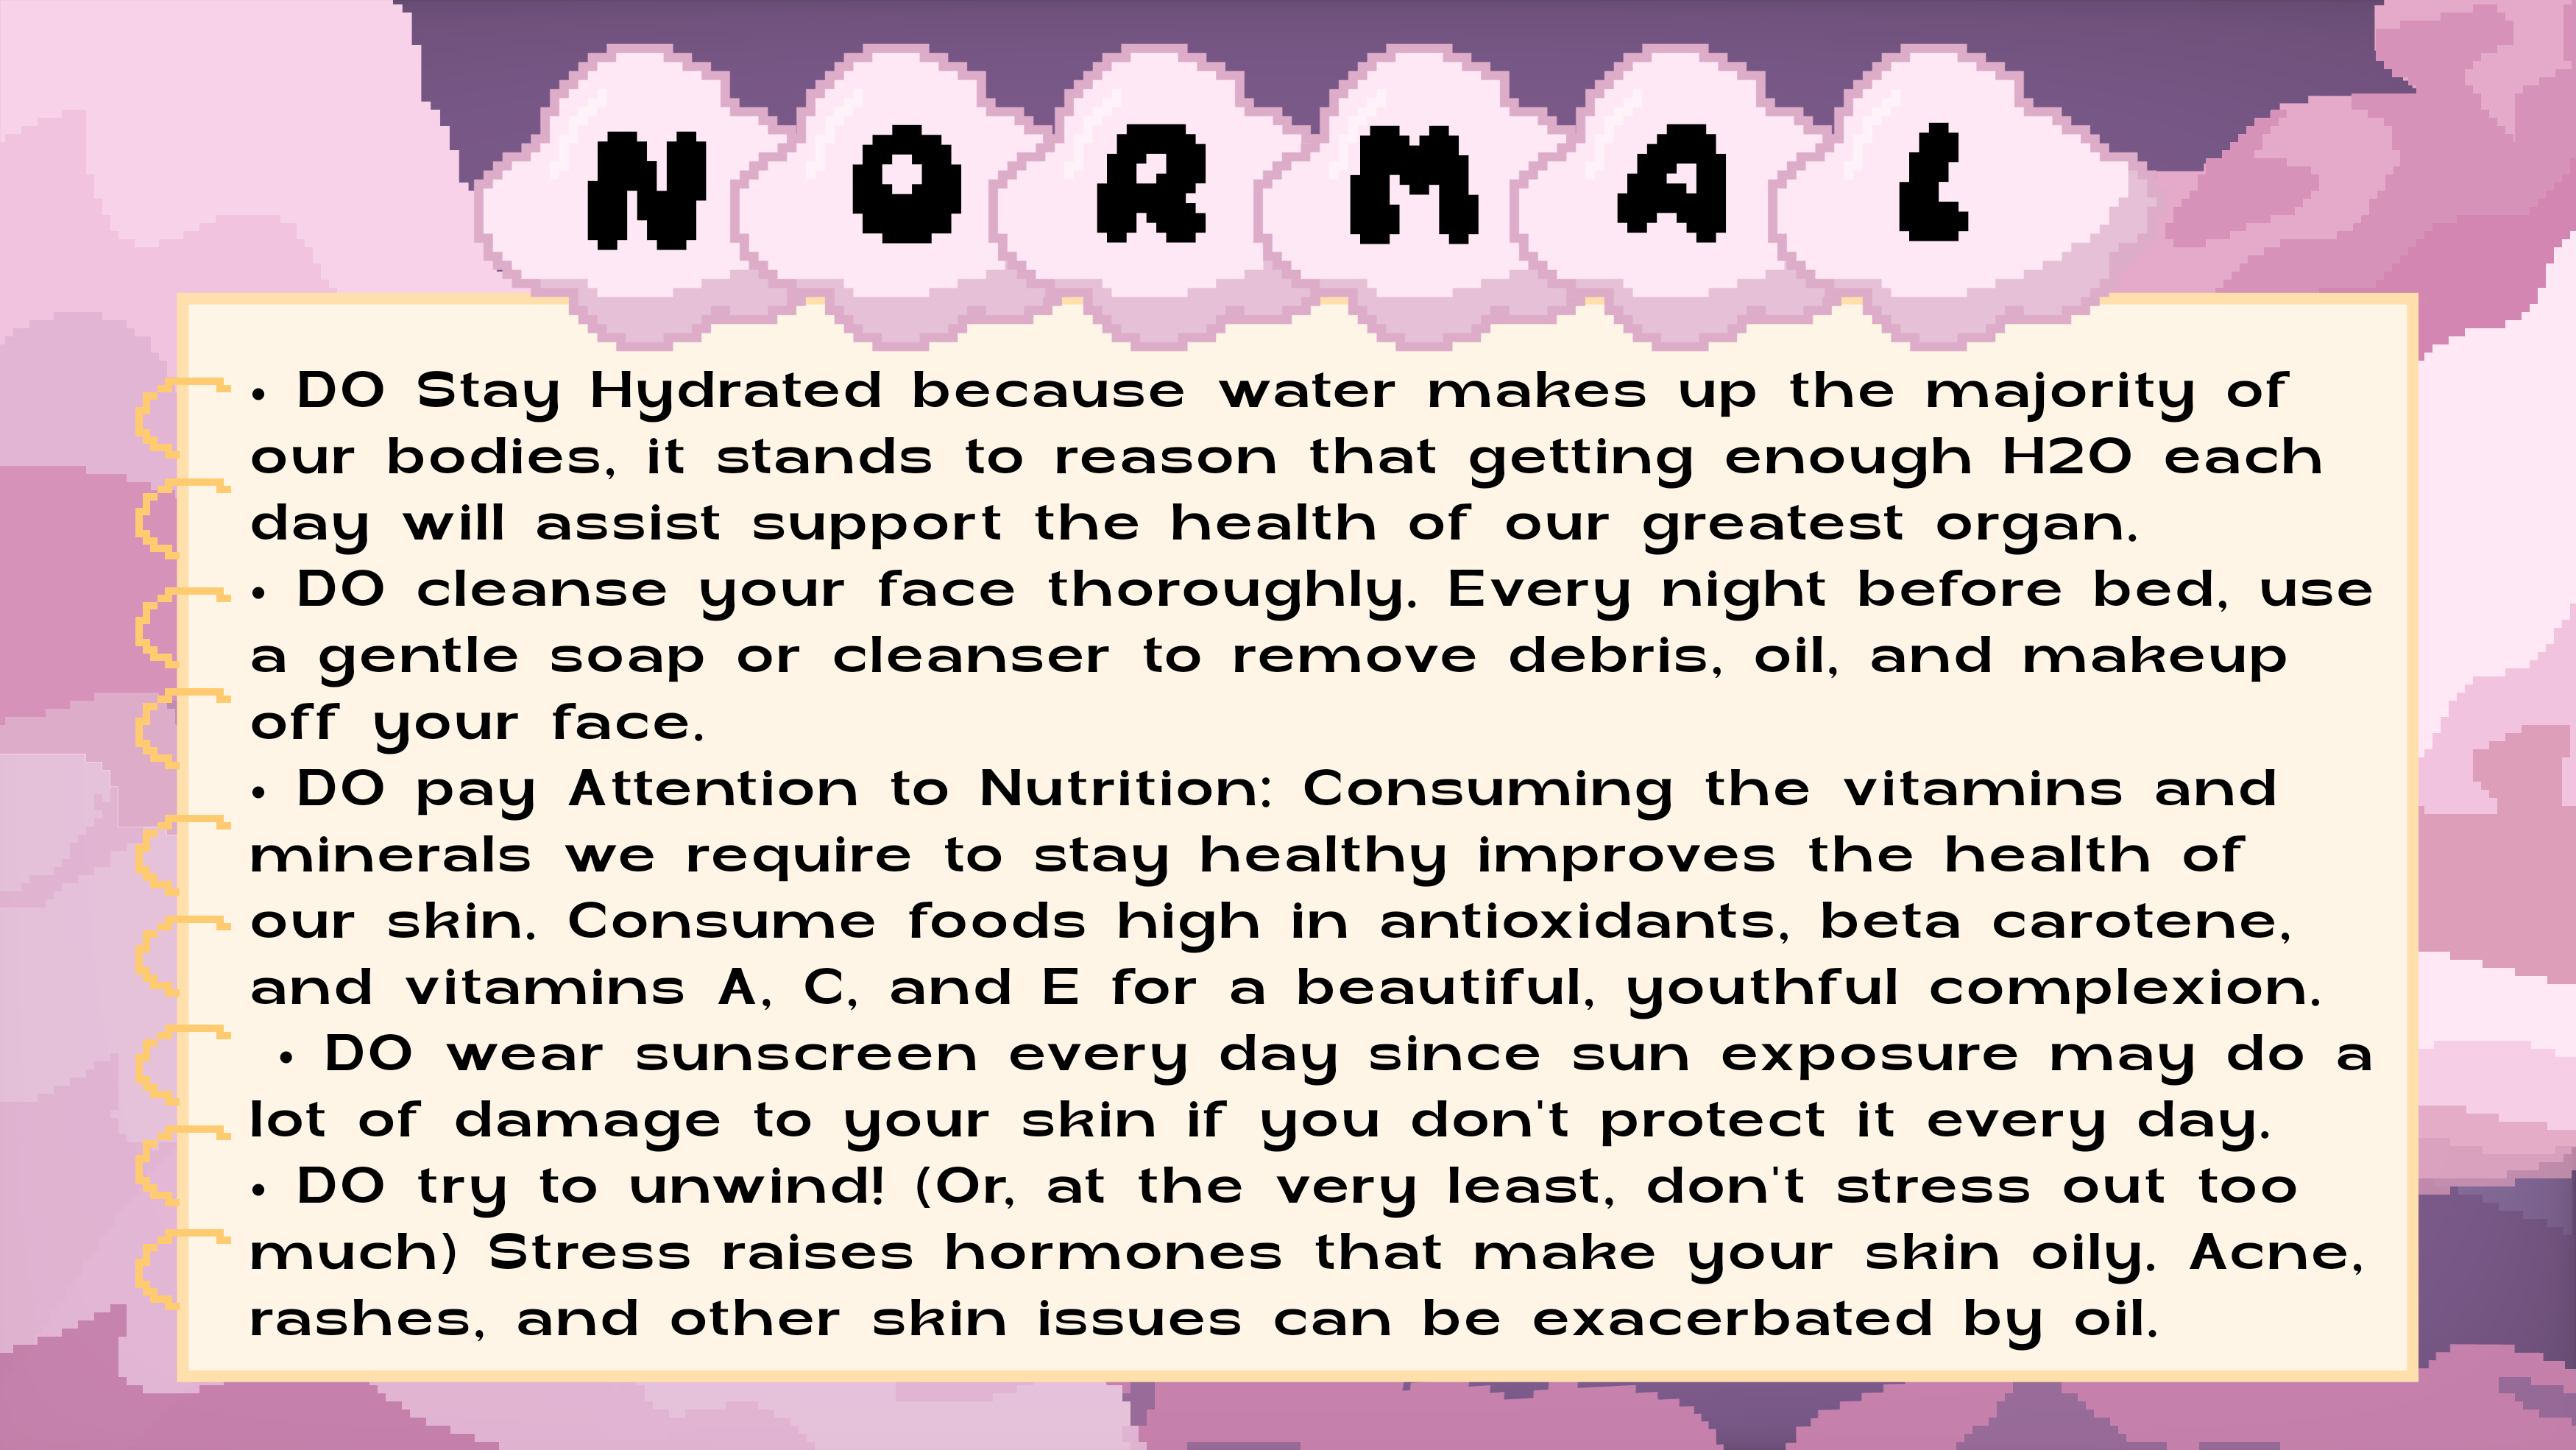 NORMAL
• DO Stay Hydrated because water makes up the majority of
our bodies, it stands to reason that getting enough H2O each
day will assist support the health of our greatest organ.
• DO cleanse your face thoroughly. Every night before bed, use
a gentle soap or cleanser to remove debris, oil, and makeup
off your face.
• DO pay Attention to Nutrition: Consuming the vitamins and
minerals we require to stay healthy improves the health of
our skin. Consume foods high in antioxidants, beta carotene,
and vitamins A, C, and E for a beautiful, youthful complexion.
• DO wear sunscreen every day since sun exposure may do a
lot of damage to your skin if you don't protect it every day.
• DO try to unwind! (Or, at the very least, don't stress out too
much) Stress raises hormones that make your skin oily. Acne,
rashes, and other skin issues can be exacerbated by oil.